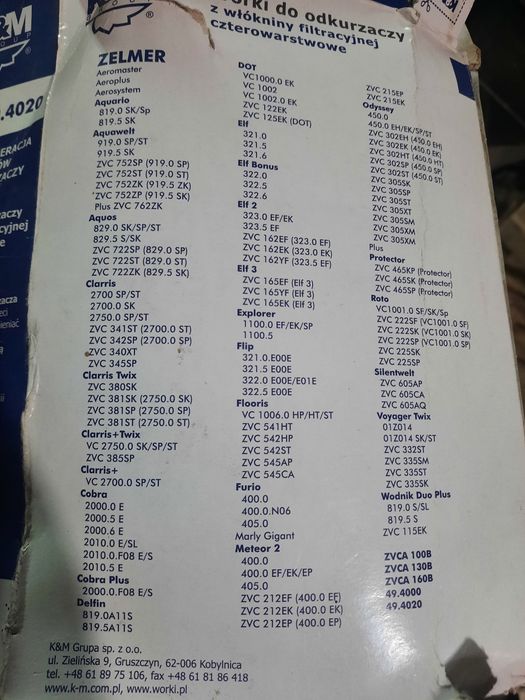 &M
.4020
ERACJA
ÓW
ZACZY
aczy
cyjnej
e
acza
eci
ieniać
orki do odkurzaczy
z włókniny filtracyjnej
czterowarstwowe
ZELMER
Aeromaster
Aeroplus
Aerosystem
Aquario
819.0 SK/Sp
819.5 SK
Aquawelt
919.0 SP/ST
919.5 SK
ZVC 752SP (919.0 SP)
ZVC 752ST (919.0 ST)
ZVC 752ZK (919.5 ZK)
ZVC 752ZP (919.5 SK)
Plus ZVC 762ZK
Aquos
829.0 SK/SP/ST
829.5 S/SK
ZVC 722SP (829.0 SP)
ZVC 722ST (829.0 ST)
ZVC 722ZK (829.5 SK)
Clarris
2700 SP/ST
2700.0 SK
2750.0 SP/ST
ZVC 341ST (2700.0 ST)
ZVC 342SP (2700.0 SP)
ZVC 340XT
ZVC 345SP
Clarris Twix
ZVC 380SK
ZVC 381SK (2750.0 SK)
ZVC 381SP (2750.0 SP)
ZVC 381ST (2750.0 ST)
Clarris+Twix
VC 2750.0 SK/SP/ST
ZVC 385SP
Clarris+
VC 2700.0 SP/ST
Cobra
2000.0 E
2000.5 E
2000.6 E
2010.0 E/SL
2010.0.F08 E/S
2010.5 E
Cobra Plus
2000.0.F08 E/S
Delfin
819.0A11S
819.5A11S
DOT
VC1000.0 EK
VC 1002
VC 1002.0 EK
ZVC 122EK
ZVC 125EK (DOT)
Elf
321.0
321.5
321.6
Elf Bonus
322.0
322.5
322.6
Elf 2
323.0 EF/EK
323.5 EF
ZVC 162EF (323.0 EF)
ZVC 162EK (323.0 EK)
ZVC 162YF (323.5 EF)
Elf 3
ZVC 165EF (Elf 3)
ZVC 165YF (Elf 3)
ZVC 165EK (Elf 3)
Explorer
1100.0 EF/EK/SP
1100.5
Flip
321.0.E00E
321.5 E00E
322.0 E00E/E01E
322.5 E00E
Flooris
VC 1006.0 HP/HT/ST
ZVC 541HT
ZVC 542HP
ZVC 542ST
ZVC 545AP
ZVC 545CA
Furio
400.0
400.0.N06
405.0
Marly Gigant
Meteor 2
400.0
400.0 EF/EK/EP
405.0
ZVC 212EF (400.0 EF)
ZVC 212EK (400.0 EK)
ZVC 212EP (400.0 EP)
ZVC 215EP
ZVC 215EK
Odyssey
450.0
450.0 EH/EK/SP/ST
ZVC 302EH (450.0 EH)
ZVC 302EK (450.0 EK)
ZVC 302HT (450.0 HT)
ZVC 302SP (450.0 SP)
ZVC 302ST (450.0 ST)
ZVC 305SK
ZVC 305SP
ZVC 305ST
ZVC 305XT
ZVC 305SM
ZVC 305XM
ZVC 305XM
Plus
Protector
ZVC 465KP (Protector)
ZVC 465SK (Protector)
ZVC 465SP (Protector)
Roto
VC1001.0 SF/SK/Sp
ZVC 222SF (VC1001.0 SF)
ZVC 222SK (VC1001.0 SK)
ZVC 222SP (VC1001.0 SP)
ZVC 225SK
ZVC 225SP
Silentwelt
ZVC 605AP
ZVC 605CA
ZVC 605AQ
Voyager Twix
01Z014
01Z014 SK/ST
ZVC 332ST
ZVC 335SM
ZVC 335ST
ZVC 335SK
Wodnik Duo Plus
819.0 S/SL
819.5 S
ZVC 115EK
ZVCA 100B
ZVCA 130B
ZVCA 160B
49.4000
49.4020
K&M Grupa sp. z o.o.
ul. Zielińska 9, Gruszczyn, 62-006 Kobylnica
tel. +48 61 89 75 106, fax +48 61 81 86 418
www.k-m.com.pl, www.worki.pl